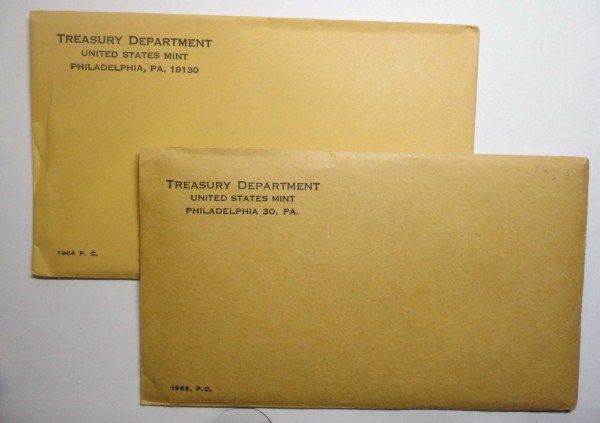 TREASURY DEPARTMENT
UNITED STATES MINT
PHILADELPHIA, PA, 19130
1964 P. C.
TREASURY DEPARTMENT
UNITED STATES MINT
PHILADELPHIA 30, PA.
1963, P.C.